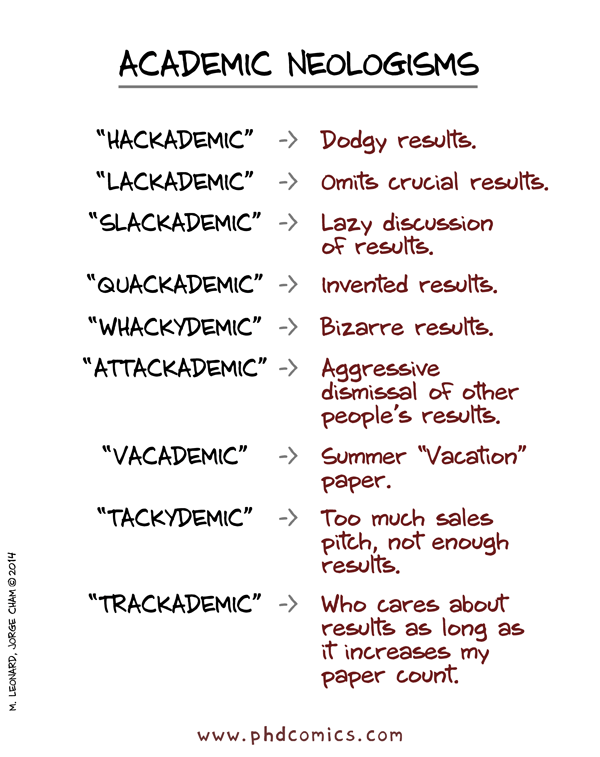 ACADEMIC NEOLOGISMS
"HACKADEMIC" -> Dodgy results.
"LACKADEMIC" -> Omits crucial results.
"SLACKADEMIC" -> Lazy discussion
of results.
"QUACKADEMIC" -> Invented results.
"WHACKYDEMIC" -> Bizarre results.
"ATTACKADEMIC" -> Aggressive
dismissal of other
people's results.
"VACADEMIC" -> Summer "Vacation"
paper.
"TACKYDEMIC" -> Too much sales
pitch, not enough
results.
"TRACKADEMIC" -> Who cares about
results as long as
it increases my
paper count.
M. LEONARD, JORGE CHAM © 2014
www.phdcomics.com